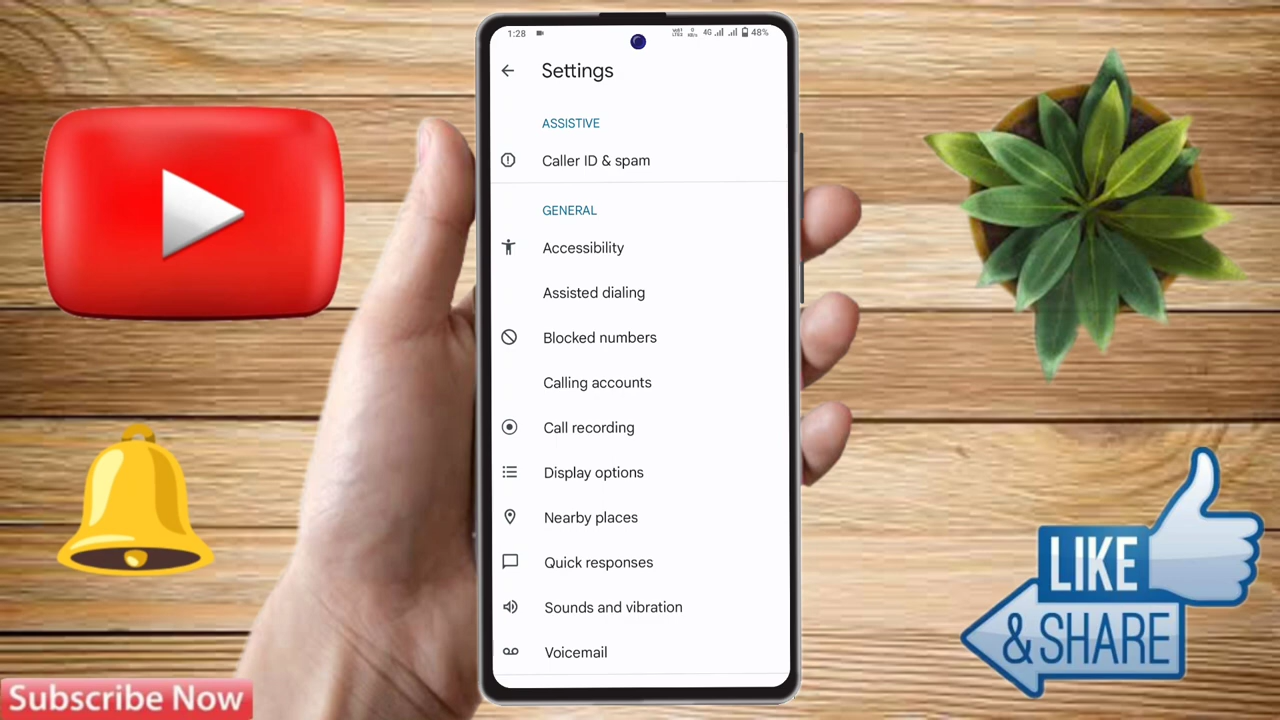 1:28
4G
48%
Settings
ASSISTIVE
Caller ID & spam
GENERAL
Accessibility
Assisted dialing
Blocked numbers
Calling accounts
Call recording
Display options
Nearby places
Quick responses
Sounds and vibration
Voicemail
LIKE
& SHARE
Subscribe Now